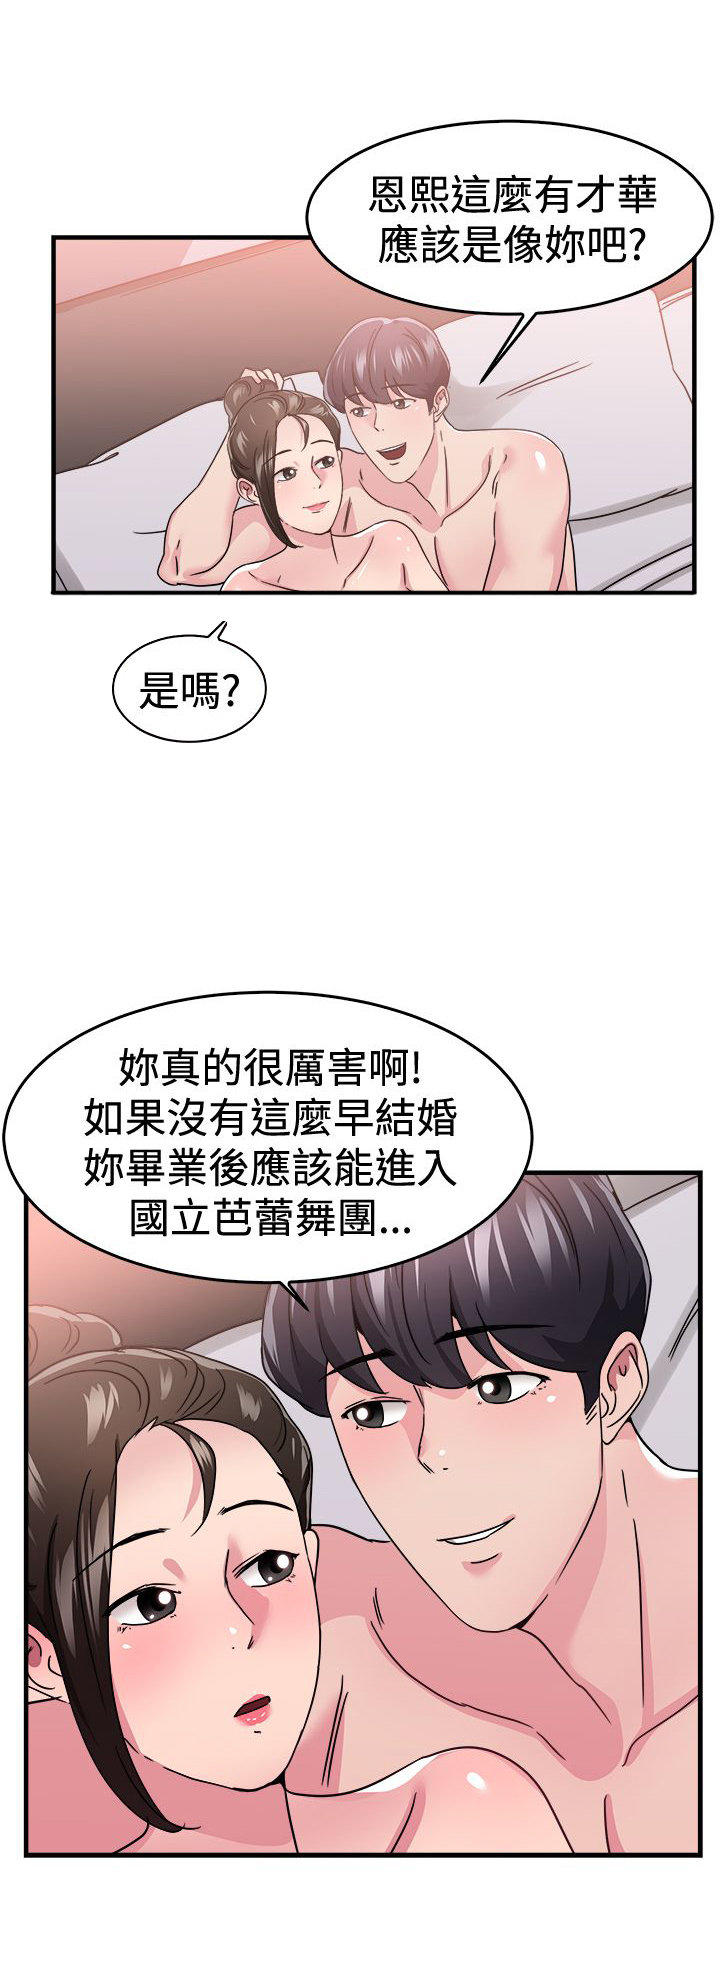 恩熙這麼有才華
應該是像妳吧?
是嗎?
妳真的很厲害啊!
如果沒有這麼早結婚
妳畢業後應該能進入
國立芭蕾舞團...